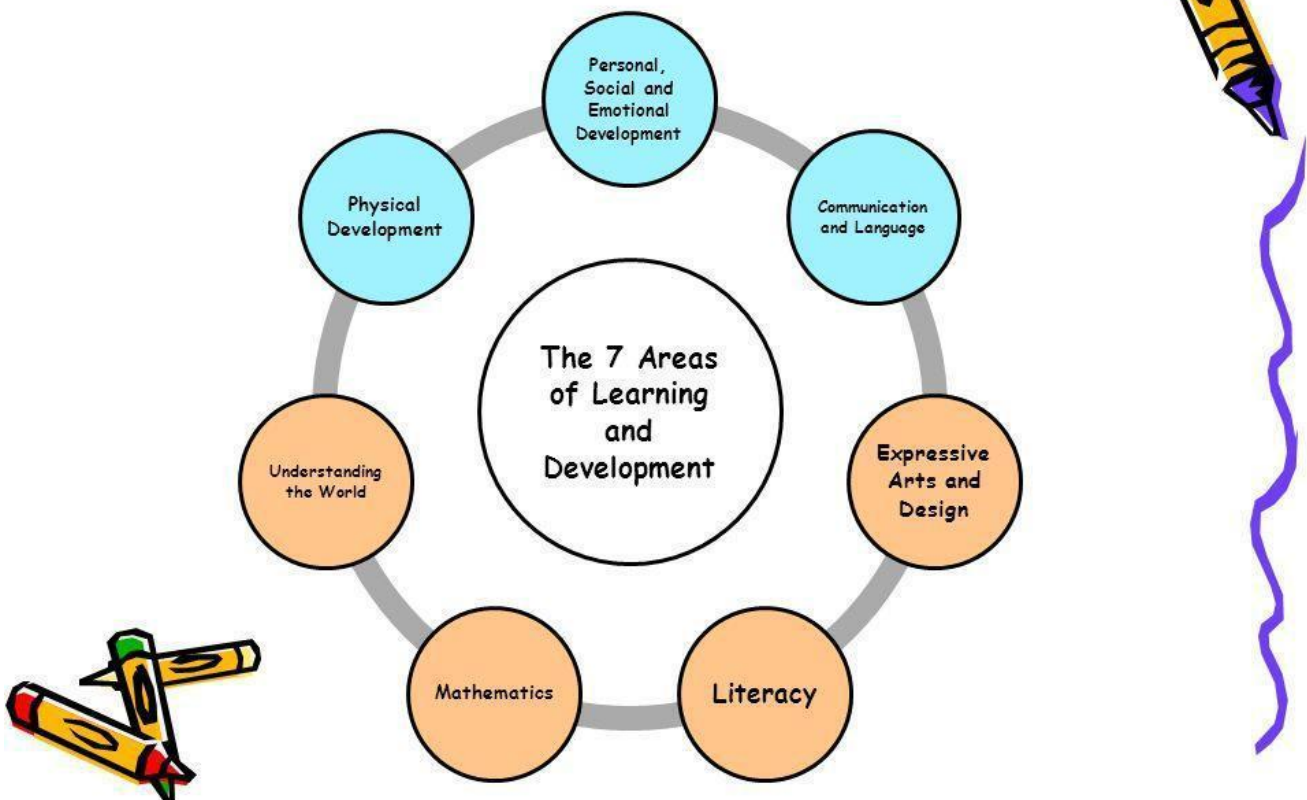 Personal,
Social and
Emotional
Development
Physical
Development
Communication
and Language
The 7 Areas
of Learning
and
Development
Understanding
the World
Expressive
Arts and
Design
Mathematics
Literacy